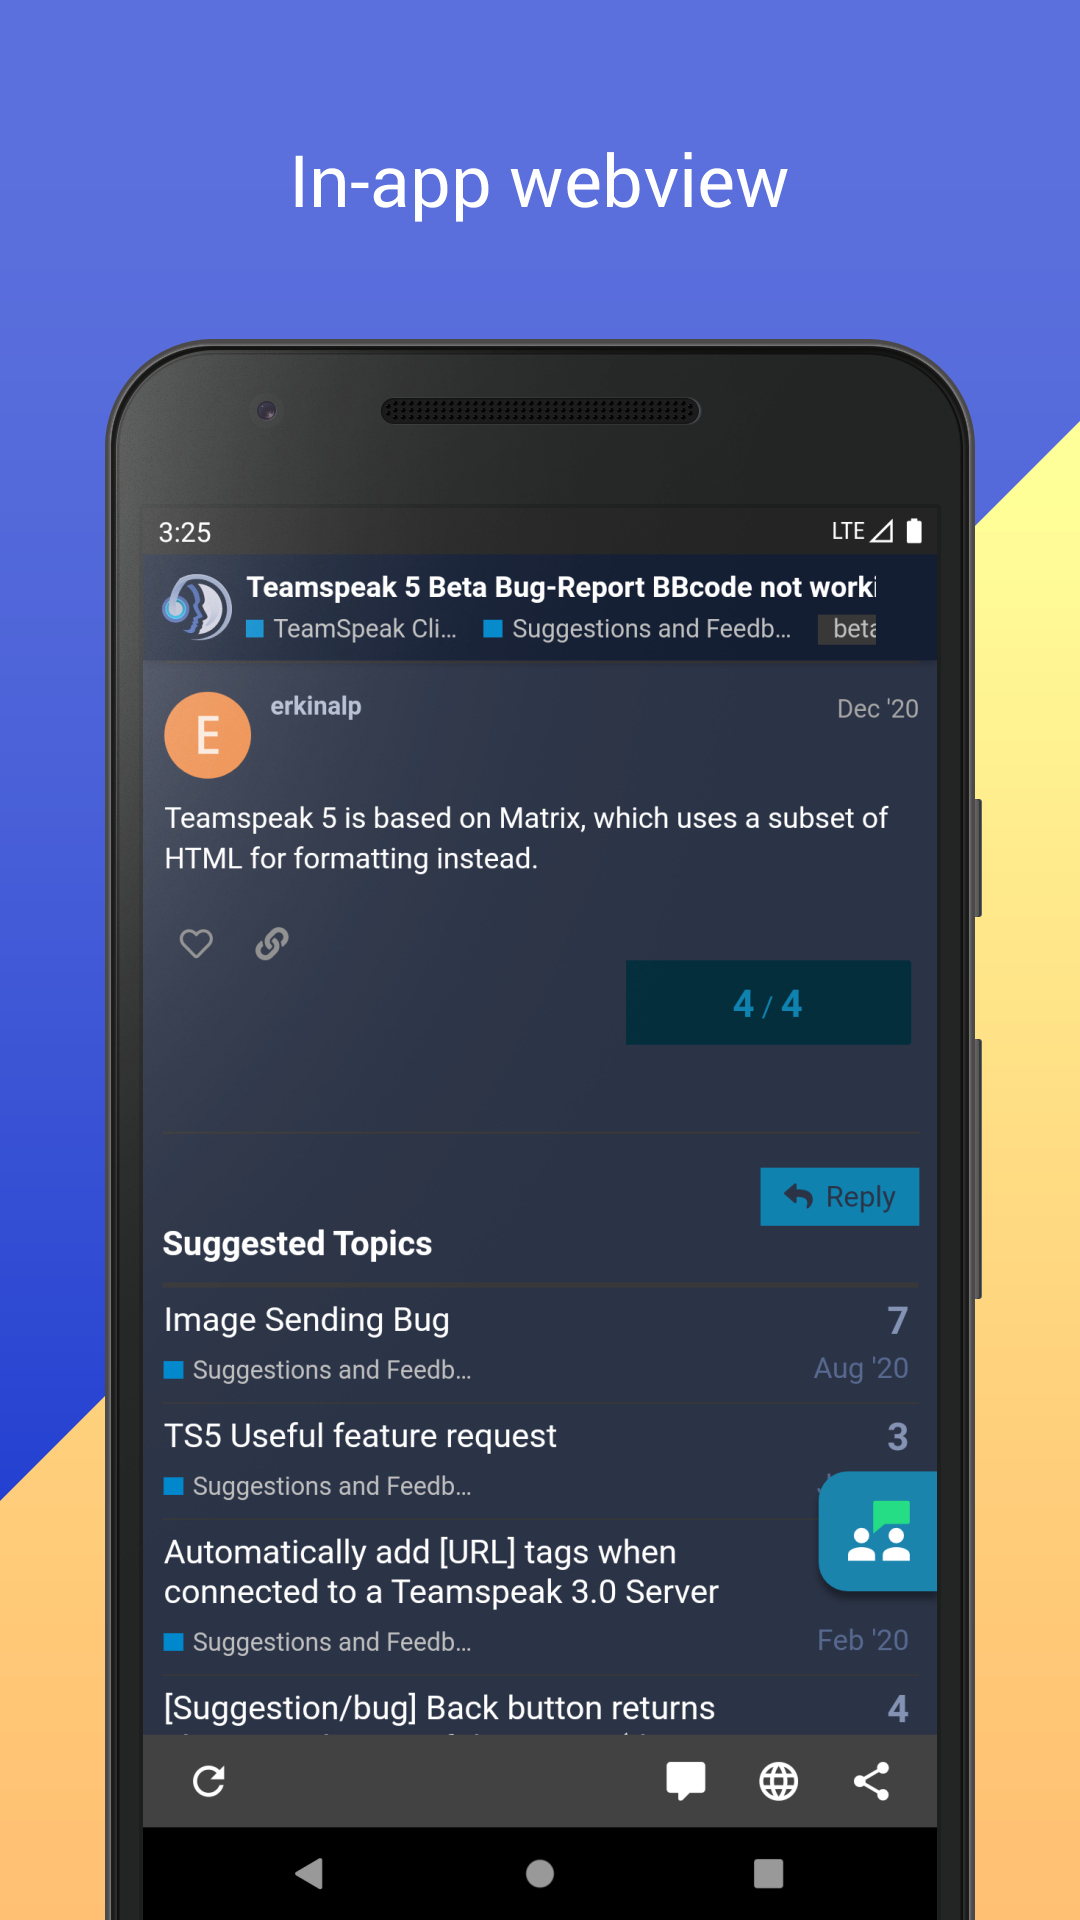 In-app webview
3:25
LTE
Teamspeak 5 Beta Bug-Report BBcode not worki
TeamSpeak Cli... Suggestions and Feedb... beta
E
erkinalp
Dec '20
Teamspeak 5 is based on Matrix, which uses a subset of
HTML for formatting instead.
4 / 4
Reply
Suggested Topics
Image Sending Bug
7
Suggestions and Feedb...
Aug '20
TS5 Useful feature request
3
Suggestions and Feedb...
Automatically add [URL] tags when
connected to a Teamspeak 3.0 Server
Suggestions and Feedb...
Feb '20
[Suggestion/bug] Back button returns
4